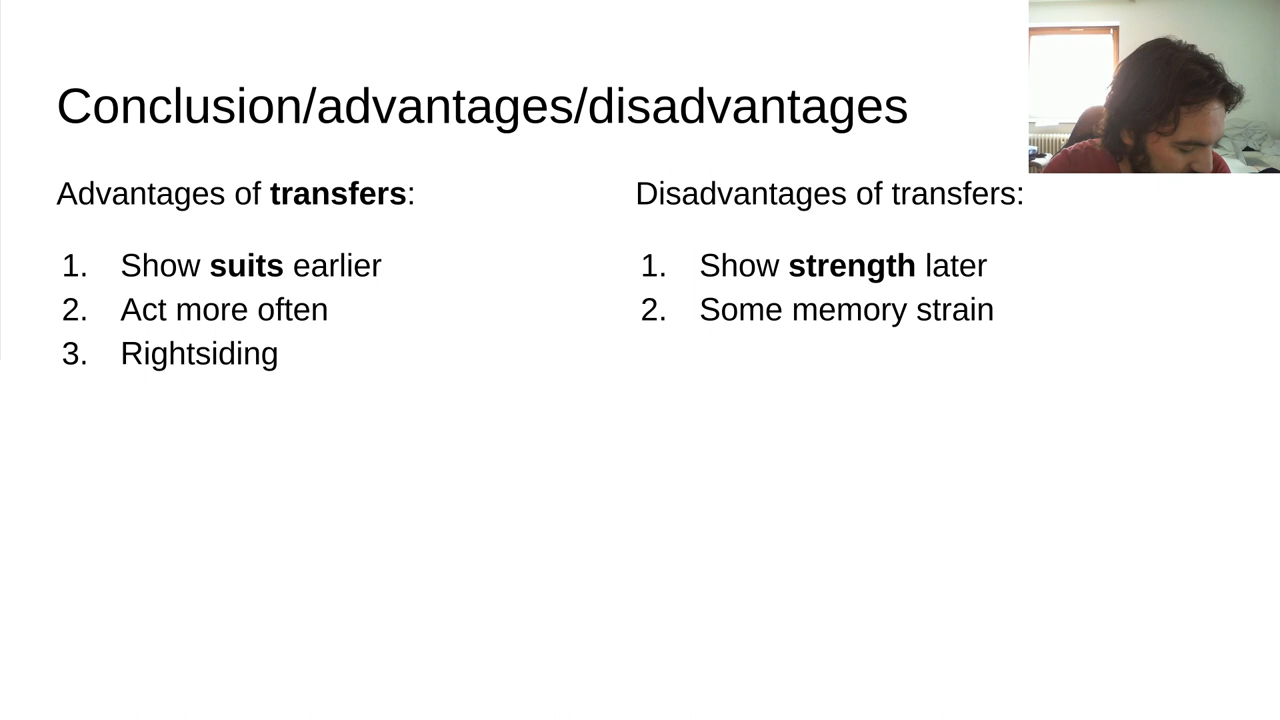 Conclusion/advantages/disadvantages
Advantages of transfers:
1. Show suits earlier
2. Act more often
3. Rightsiding
Disadvantages of transfers:
1. Show strength later
2. Some memory strain